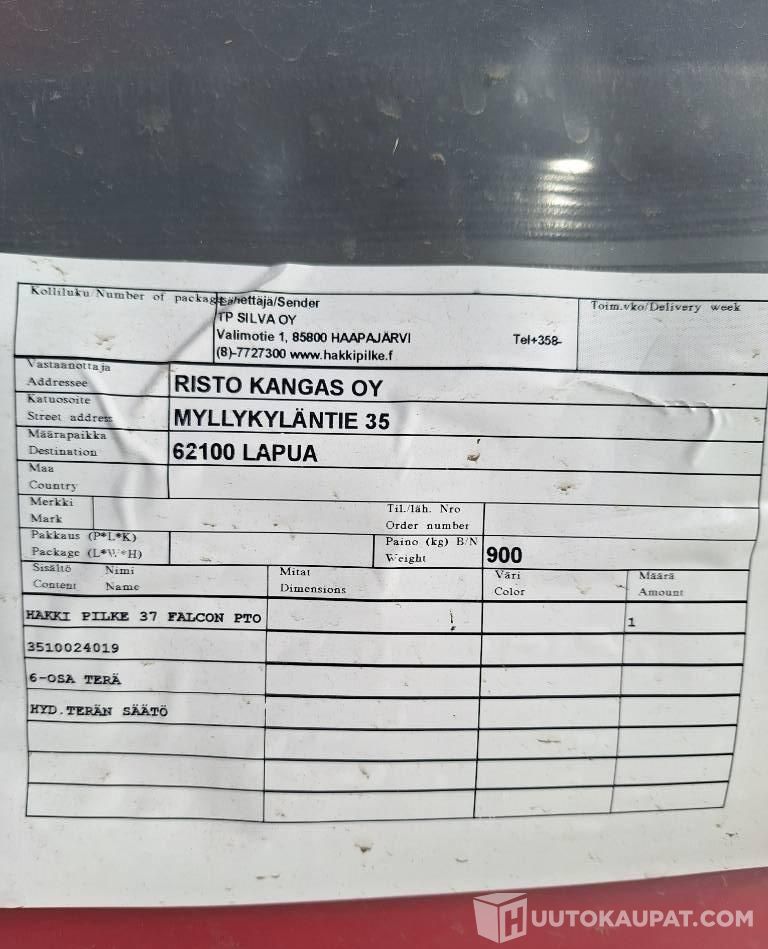 Kolliluku/Number of packages
Lähettäjä/Sender
TP SILVA OY
Valimotie 1, 85800 HAAPAJÄRVI Tel+358-
(8)-7727300 www.hakkipilke.f
Toim.vko/Delivery week
Vastaanottaja
Addressee
RISTO KANGAS OY
Katuosoite
Street address
MYLLYKYLÄNTIE 35
Määräpaikka
Destination
62100 LAPUA
Maa
Country
Merkki
Mark
Til./läh. Nro
Order number
Pakkaus (P*L*K)
Package (L*W*H)
Paino (kg) B/N
Weight
900
Sisältö Nimi
Content Name
Mitat
Dimensions
Väri
Color
Määrä
Amount
HAKKI PILKE 37 FALCON PTO 1
3510024019
6-OSA TERÄ
HYD.TERÄN SÄÄTÖ
HUUTOKAUPAT.COM